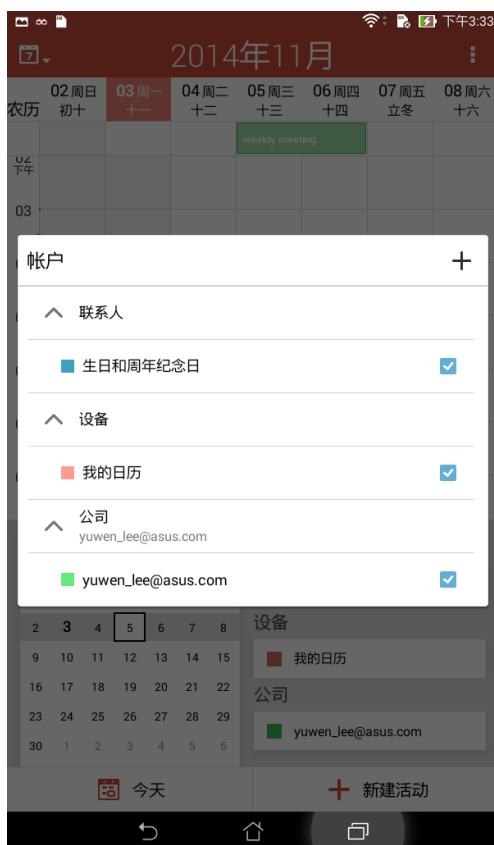 下午3:33
7
2014年11月
农历
02周日
03周一
04周二
05周三
06周四
07周五
08周六
初十
十一
十二
十三
十四
立冬
十六
weekly meeting
02
下午
03
帐户
联系人
生日和周年纪念日
设备
我的日历
公司
yuwen_lee@asus.com
yuwen_lee@asus.com
2 3 4 5 6 7 8
9 10 11 12 13 14 15
16 17 18 19 20 21 22
23 24 25 26 27 28 29
30 1 2 3 4 5 6
设备
我的日历
公司
yuwen_lee@asus.com
今天
新建活动